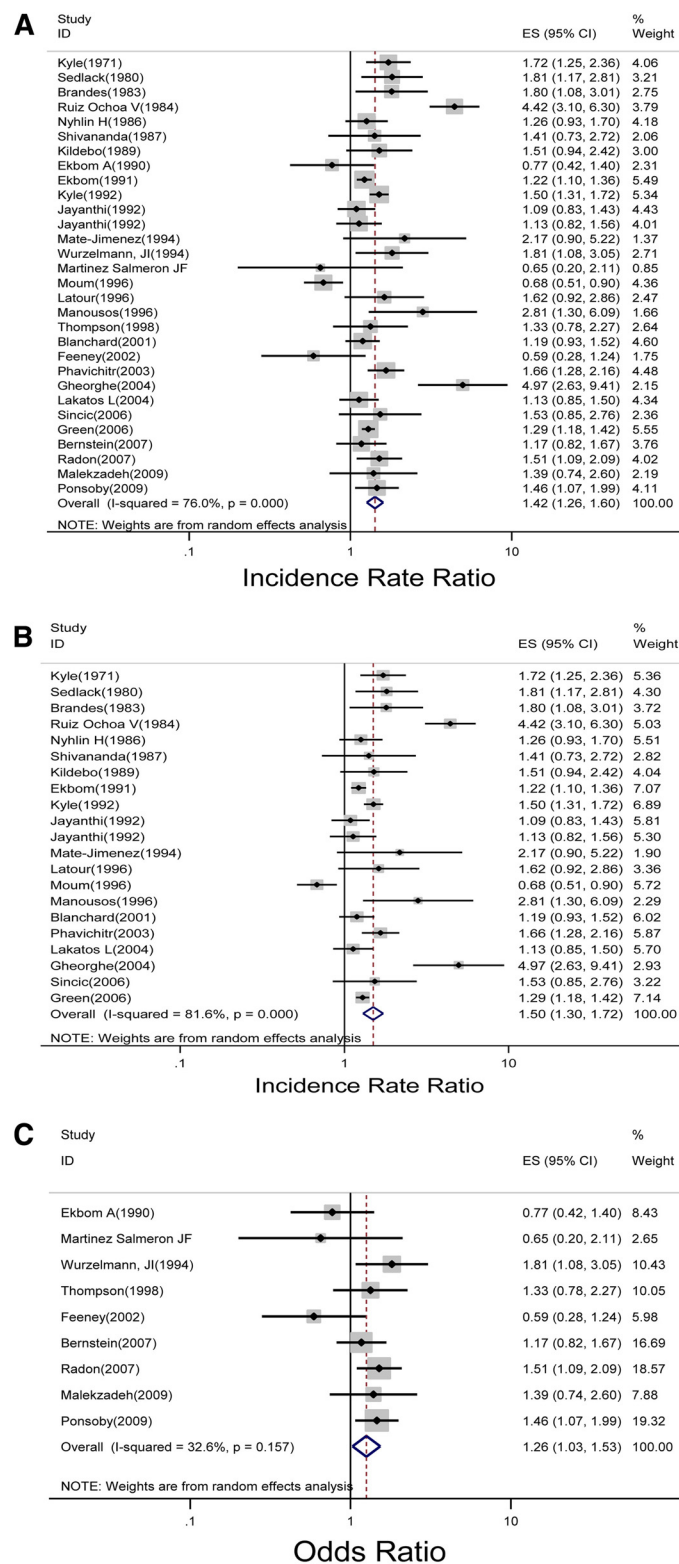 A
Study
ID ES (95% CI) % Weight
Kyle(1971) 1.72 (1.25, 2.36) 4.06
Sedlack(1980) 1.81 (1.17, 2.81) 3.21
Brandes(1983) 1.80 (1.08, 3.01) 2.75
Ruiz Ochoa V(1984) 4.42 (3.10, 6.30) 3.79
Nyhlin H(1986) 1.26 (0.93, 1.70) 4.18
Shivananda(1987) 1.41 (0.73, 2.72) 2.06
Kildebo(1989) 1.51 (0.94, 2.42) 3.00
Ekbom A(1990) 0.77 (0.42, 1.40) 2.31
Ekbom(1991) 1.22 (1.10, 1.36) 5.49
Kyle(1992) 1.50 (1.31, 1.72) 5.34
Jayanthi(1992) 1.09 (0.83, 1.43) 4.43
Jayanthi(1992) 1.13 (0.82, 1.56) 4.01
Mate-Jimenez(1994) 2.17 (0.90, 5.22) 1.37
Wurzelmann, JI(1994) 1.81 (1.08, 3.05) 2.71
Martinez Salmeron JF 0.65 (0.20, 2.11) 0.85
Moum(1996) 0.68 (0.51, 0.90) 4.36
Latour(1996) 1.62 (0.92, 2.86) 2.47
Manousos(1996) 2.81 (1.30, 6.09) 1.66
Thompson(1998) 1.33 (0.78, 2.27) 2.64
Blanchard(2001) 1.19 (0.93, 1.52) 4.60
Feeney(2002) 0.59 (0.28, 1.24) 1.75
Phavichitr(2003) 1.66 (1.28, 2.16) 4.48
Gheorghe(2004) 4.97 (2.63, 9.41) 2.15
Lakatos L(2004) 1.13 (0.85, 1.50) 4.34
Sincic(2006) 1.53 (0.85, 2.76) 2.36
Green(2006) 1.29 (1.18, 1.42) 5.55
Bernstein(2007) 1.17 (0.82, 1.67) 3.76
Radon(2007) 1.51 (1.09, 2.09) 4.02
Malekzadeh(2009) 1.39 (0.74, 2.60) 2.19
Ponsoby(2009) 1.46 (1.07, 1.99) 4.11
Overall (I-squared = 76.0%, p = 0.000) 1.42 (1.26, 1.60) 100.00
NOTE: Weights are from random effects analysis
.1 1 10
Incidence Rate Ratio
B
Study %
ID ES (95% CI) Weight
Kyle(1971) 1.72 (1.25, 2.36) 5.36
Sedlack(1980) 1.81 (1.17, 2.81) 4.30
Brandes(1983) 1.80 (1.08, 3.01) 3.72
Ruiz Ochoa V(1984) 4.42 (3.10, 6.30) 5.03
Nyhlin H(1986) 1.26 (0.93, 1.70) 5.51
Shivananda(1987) 1.41 (0.73, 2.72) 2.82
Kildebo(1989) 1.51 (0.94, 2.42) 4.04
Ekbom(1991) 1.22 (1.10, 1.36) 7.07
Kyle(1992) 1.50 (1.31, 1.72) 6.89
Jayanthi(1992) 1.09 (0.83, 1.43) 5.81
Jayanthi(1992) 1.13 (0.82, 1.56) 5.30
Mate-Jimenez(1994) 2.17 (0.90, 5.22) 1.90
Latour(1996) 1.62 (0.92, 2.86) 3.36
Moum(1996) 0.68 (0.51, 0.90) 5.72
Manousos(1996) 2.81 (1.30, 6.09) 2.29
Blanchard(2001) 1.19 (0.93, 1.52) 6.02
Phavichitr(2003) 1.66 (1.28, 2.16) 5.87
Lakatos L(2004) 1.13 (0.85, 1.50) 5.70
Gheorghe(2004) 4.97 (2.63, 9.41) 2.93
Sincic(2006) 1.53 (0.85, 2.76) 3.22
Green(2006) 1.29 (1.18, 1.42) 7.14
Overall (I-squared = 81.6%, p = 0.000) 1.50 (1.30, 1.72) 100.00
NOTE: Weights are from random effects analysis
.1 1 10
Incidence Rate Ratio
C
Study %
ID ES (95% CI) Weight
Ekbom A(1990) 0.77 (0.42, 1.40) 8.43
Martinez Salmeron JF 0.65 (0.20, 2.11) 2.65
Wurzelmann, JI(1994) 1.81 (1.08, 3.05) 10.43
Thompson(1998) 1.33 (0.78, 2.27) 10.05
Feeney(2002) 0.59 (0.28, 1.24) 5.98
Bernstein(2007) 1.17 (0.82, 1.67) 16.69
Radon(2007) 1.51 (1.09, 2.09) 18.57
Malekzadeh(2009) 1.39 (0.74, 2.60) 7.88
Ponsoby(2009) 1.46 (1.07, 1.99) 19.32
Overall (I-squared = 32.6%, p = 0.157) 1.26 (1.03, 1.53) 100.00
NOTE: Weights are from random effects analysis
.1 1 10
Odds Ratio